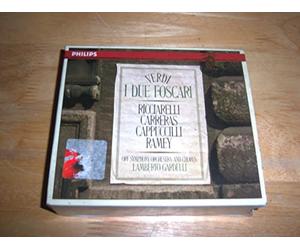 PHILIPS
VERDI
I DUE FOSCARI
RICCIARELLI
CARRERAS
CAPPUCCILLI
RAMEY
ORF SYMPHONY ORCHESTRA AND CHORUS
LAMBERTO GARDELLI